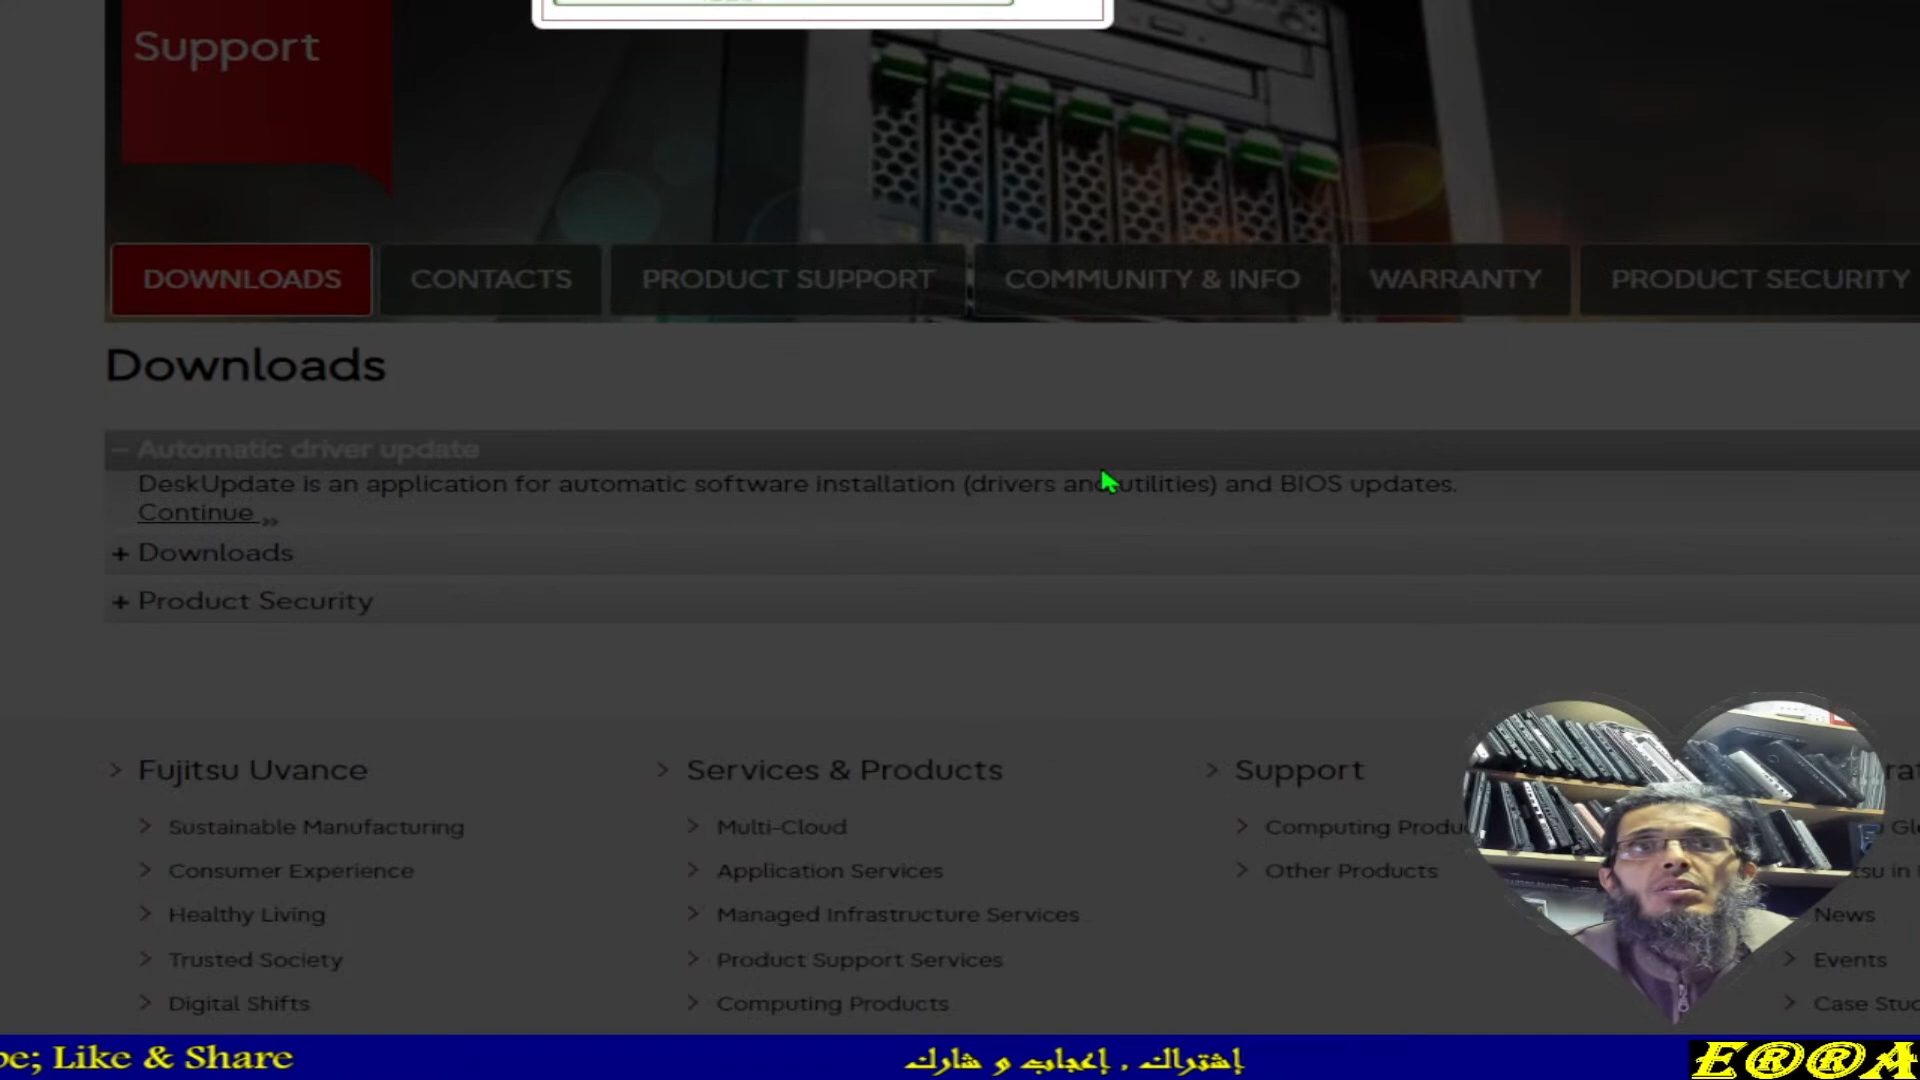 Support
DOWNLOADS
CONTACTS
PRODUCT SUPPORT
COMMUNITY & INFO
WARRANTY
PRODUCT SECURITY
Downloads
– Automatic driver update
DeskUpdate is an application for automatic software installation (drivers and utilities) and BIOS updates.
Continue »
+ Downloads
+ Product Security
> Fujitsu Uvance
> Sustainable Manufacturing
> Consumer Experience
> Healthy Living
> Trusted Society
> Digital Shifts
> Services & Products
> Multi-Cloud
> Application Services
> Managed Infrastructure Services
> Product Support Services
> Computing Products
> Support
> Computing
> Other Products
News
> Events
> Case
Like & Share
إشتراك , إعجاب و شارك